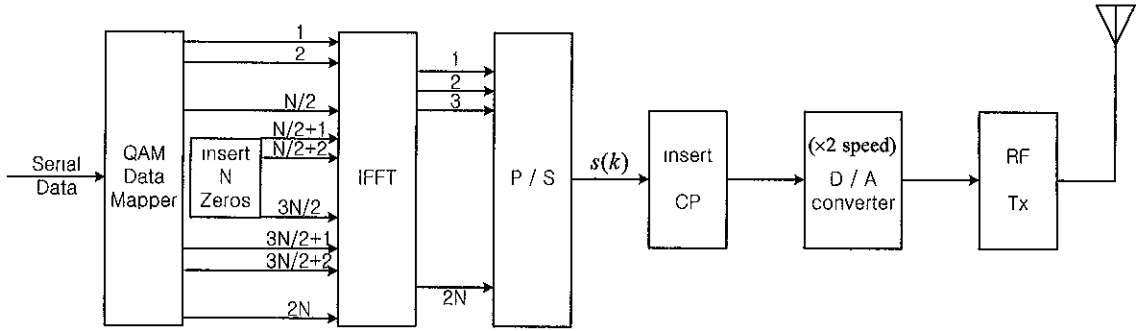 Serial
Data
QAM
Data
Mapper
1
2
N/2
N/2+1
N/2+2
insert
N
Zeros
3N/2
3N/2+1
3N/2+2
2N
IFFT
1
2
3
2N
P / S
s(k)
insert
CP
(×2 speed)
D / A
converter
RF
Tx